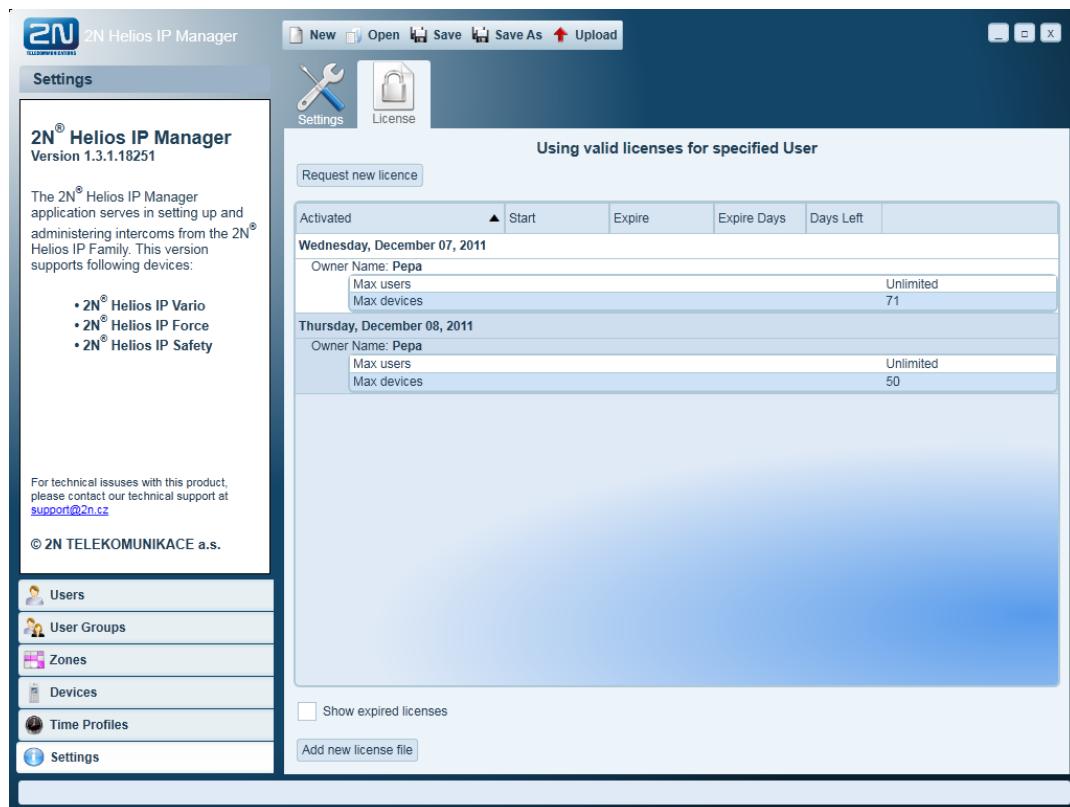 2N
TELECOMMUNICATIONS
2N Helios IP Manager
New Open Save Save As Upload
_ □ X
Settings
Settings
License
2N® Helios IP Manager
Version 1.3.1.18251
The 2N® Helios IP Manager
application serves in setting up and
administering intercoms from the 2N®
Helios IP Family. This version
supports following devices:
• 2N® Helios IP Vario
• 2N® Helios IP Force
• 2N® Helios IP Safety
For technical issuses with this product,
please contact our technical support at
support@2n.cz
© 2N TELEKOMUNIKACE a.s.
Users
User Groups
Zones
Devices
Time Profiles
Settings
Using valid licenses for specified User
Request new licence
Activated Start Expire Expire Days Days Left
Wednesday, December 07, 2011
Owner Name: Pepa
Max users Unlimited
Max devices 71
Thursday, December 08, 2011
Owner Name: Pepa
Max users Unlimited
Max devices 50
Show expired licenses
Add new license file